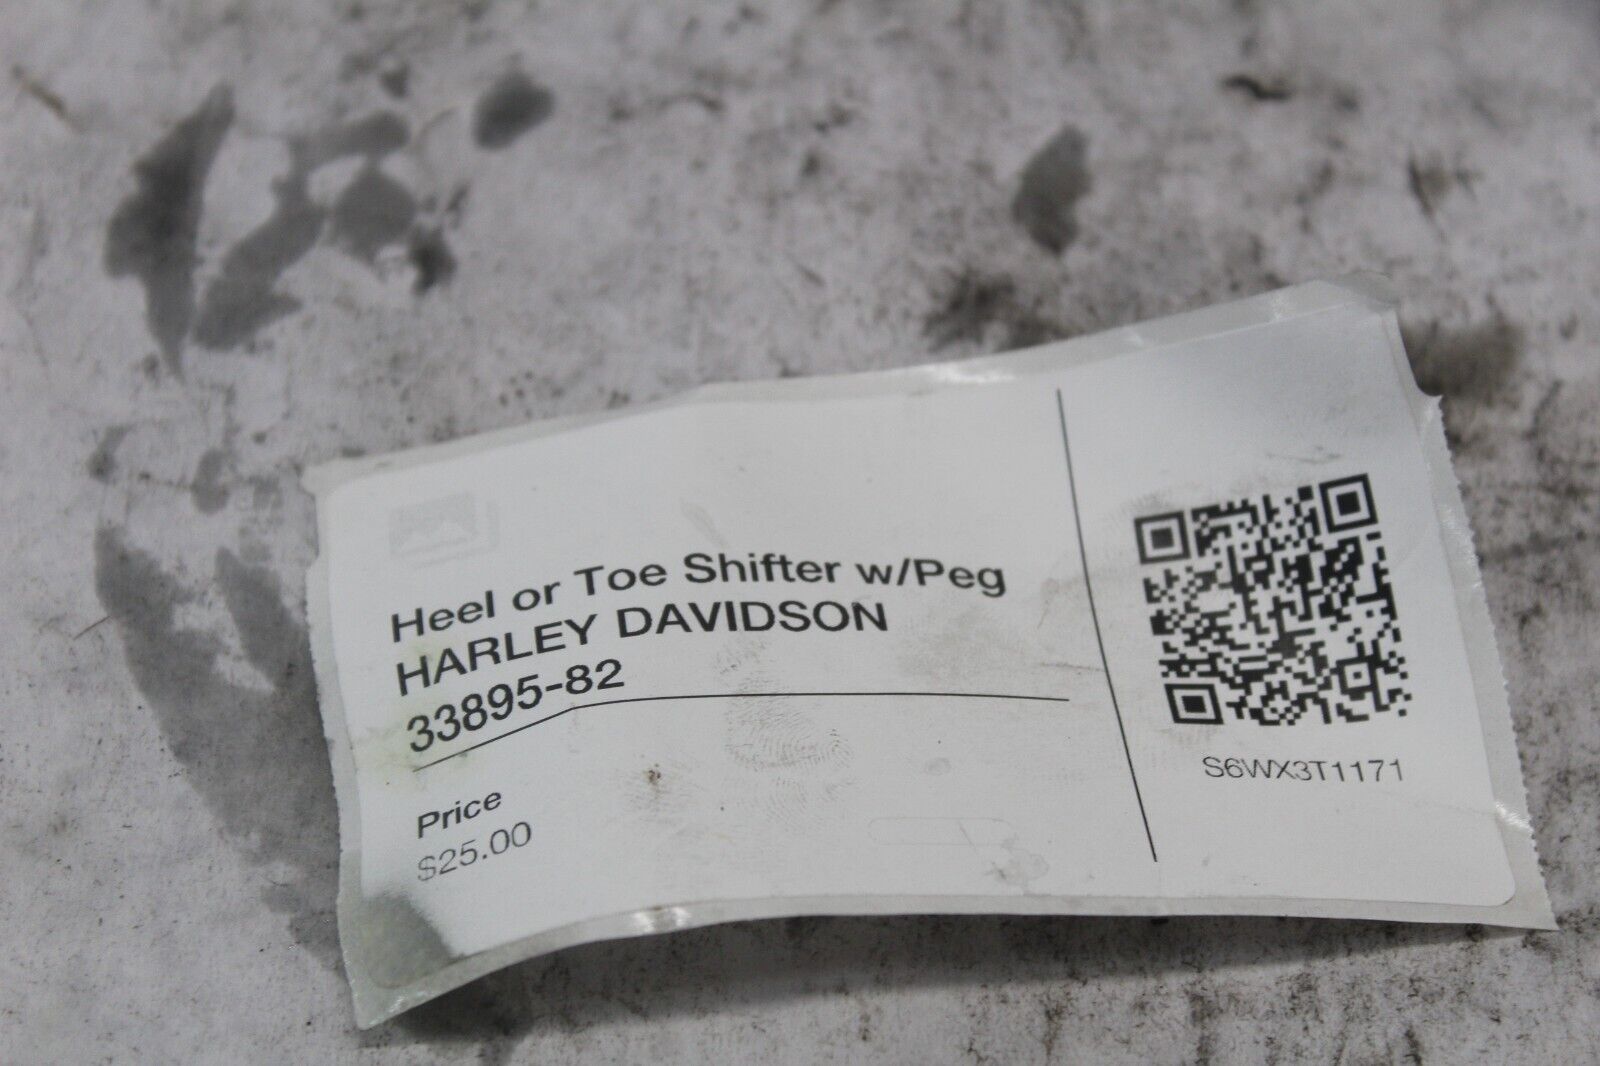 Heel or Toe Shifter w/Peg
HARLEY DAVIDSON
33895-82
Price
$25.00
S6WX3T1171